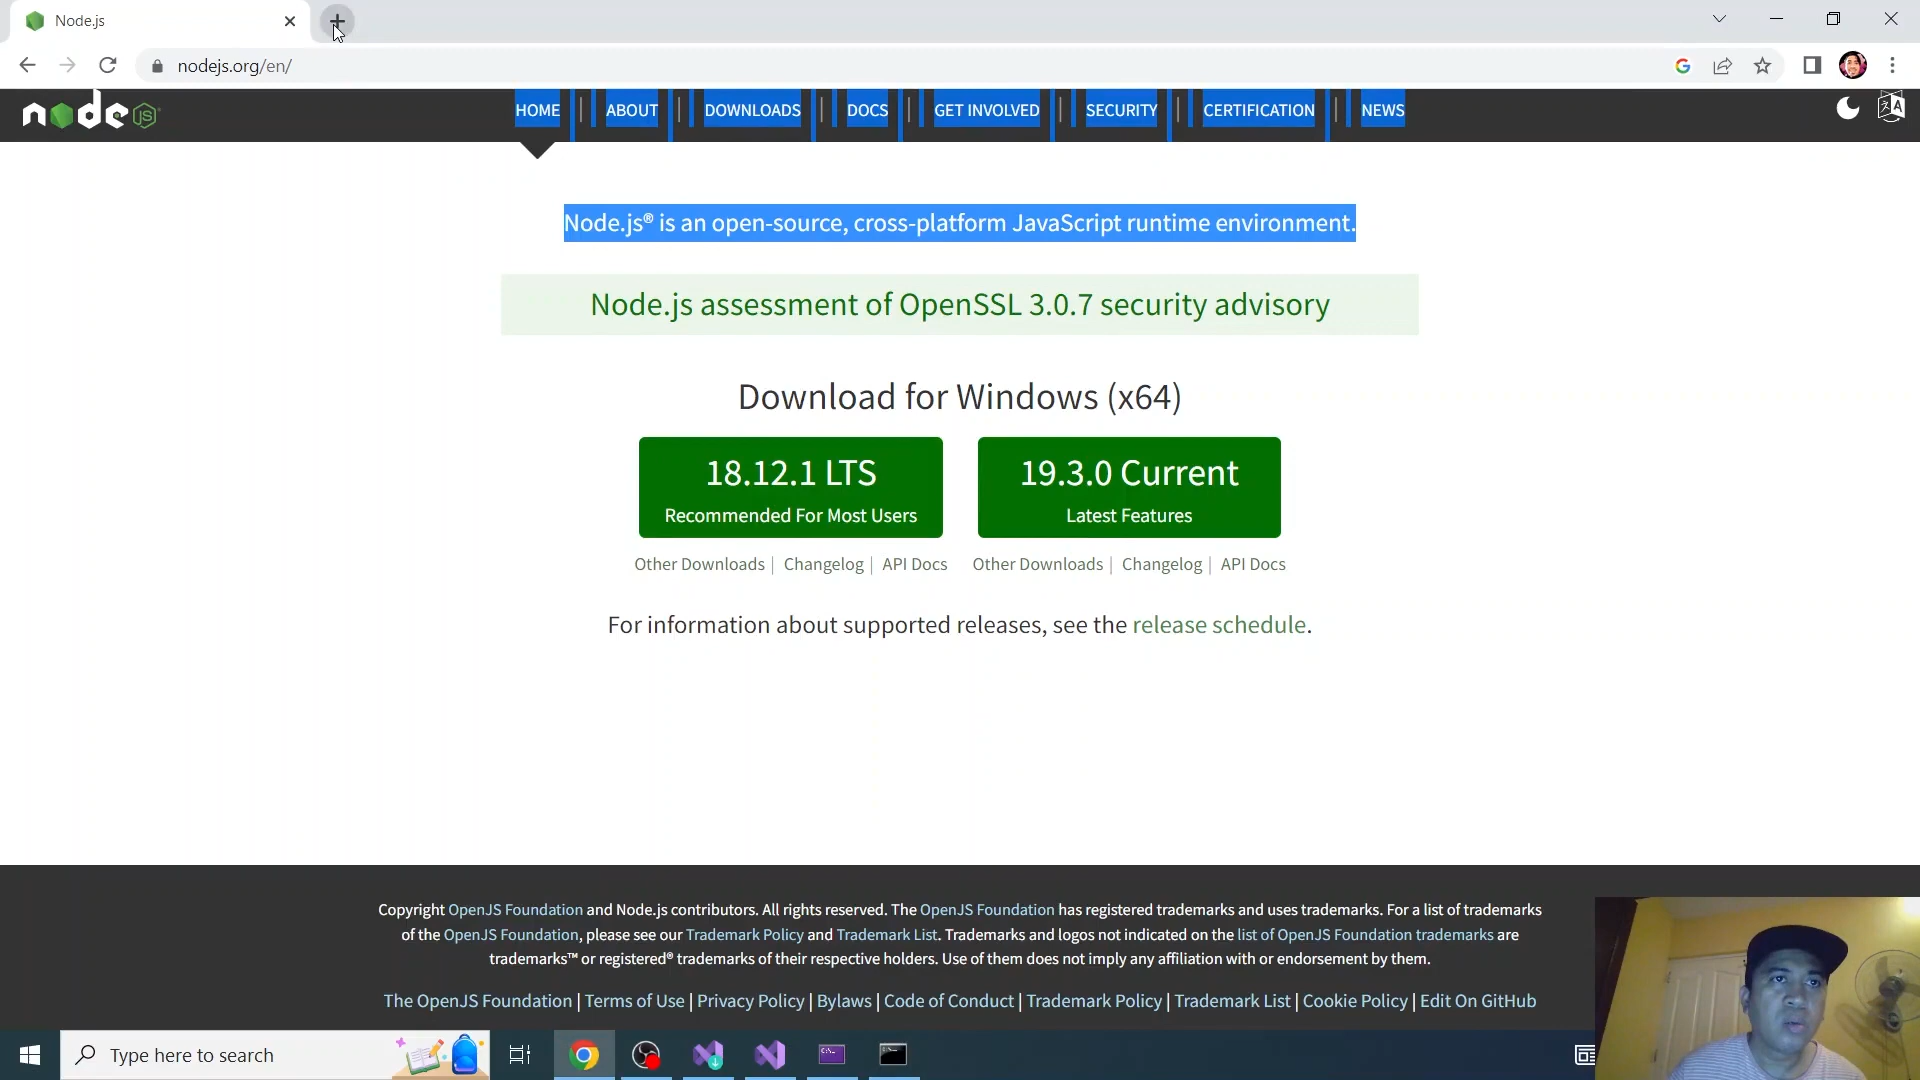 Node.js
nodejs.org/en/
node js
HOME | ABOUT | DOWNLOADS | DOCS | GET INVOLVED | SECURITY | CERTIFICATION | NEWS
Node.js® is an open-source, cross-platform JavaScript runtime environment.
Node.js assessment of OpenSSL 3.0.7 security advisory
Download for Windows (x64)
18.12.1 LTS
Recommended For Most Users
19.3.0 Current
Latest Features
Other Downloads | Changelog | API Docs
Other Downloads | Changelog | API Docs
For information about supported releases, see the release schedule.
Copyright OpenJS Foundation and Node.js contributors. All rights reserved. The OpenJS Foundation has registered trademarks and uses trademarks. For a list of trademarks
of the OpenJS Foundation, please see our Trademark Policy and Trademark List. Trademarks and logos not indicated on the list of OpenJS Foundation trademarks are
trademarks™ or registered® trademarks of their respective holders. Use of them does not imply any affiliation with or endorsement by them.
The OpenJS Foundation | Terms of Use | Privacy Policy | Bylaws | Code of Conduct | Trademark Policy | Trademark List | Cookie Policy | Edit On GitHub
Type here to search